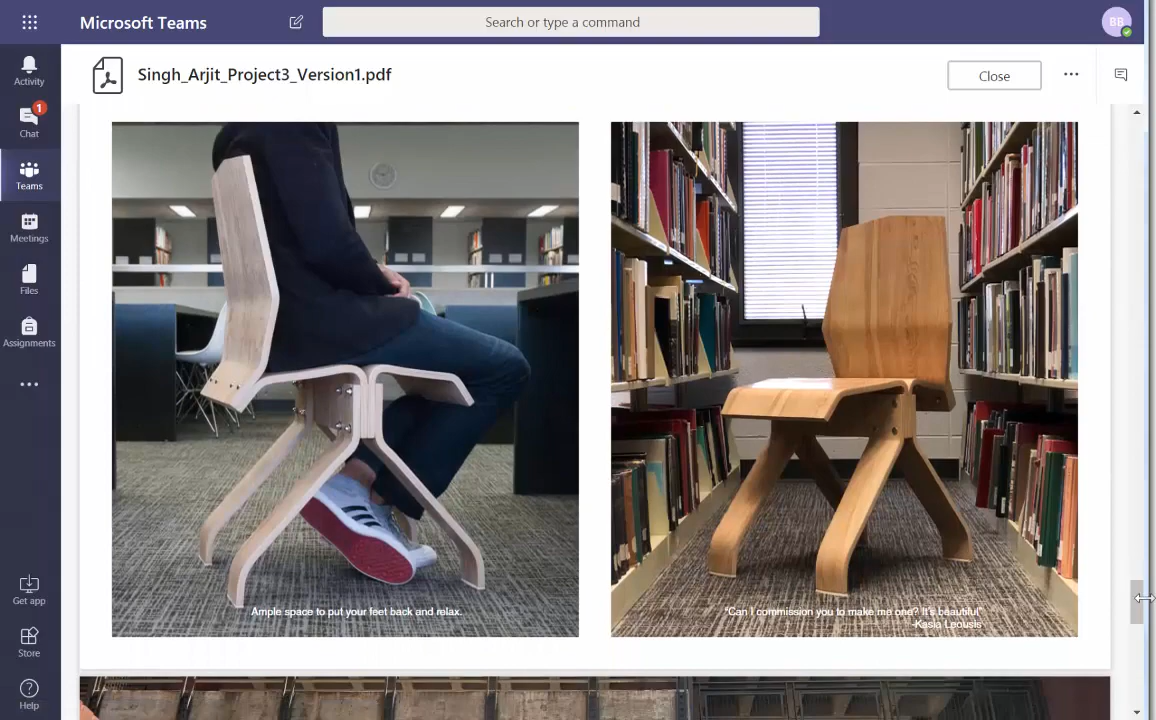 Microsoft Teams
Search or type a command
BB
Activity
1
Chat
Teams
Meetings
Files
Assignments
Get app
Store
Help
Singh_Arjit_Project3_Version1.pdf
Close
Ample space to put your feet back and relax.
"Can I commission you to make me one? It's beautiful"
-Kasia Leousis